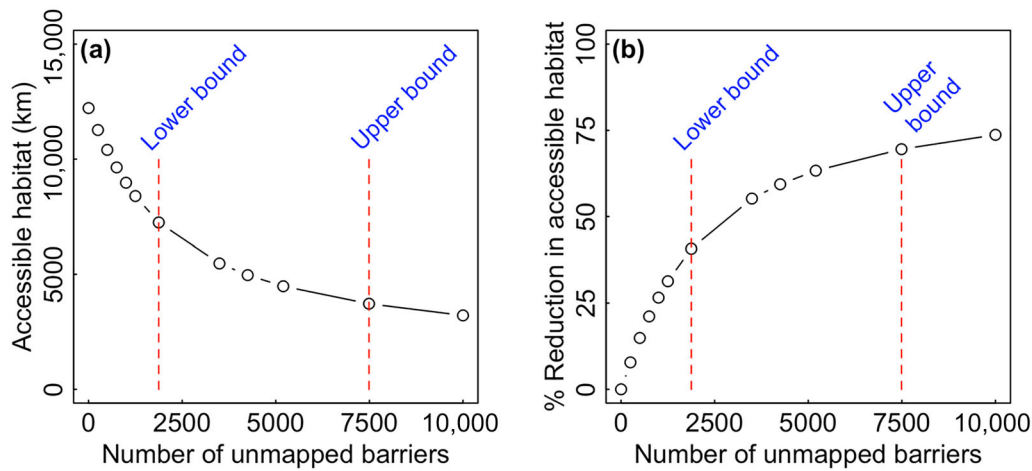 (a)
Accessible habitat (km)
15,000
10,000
5000
0
Lower bound
Upper bound
0 2500 5000 7500 10,000
Number of unmapped barriers
(b)
% Reduction in accessible habitat
100
75
50
25
0
Lower bound
Upper
bound
0 2500 5000 7500 10,000
Number of unmapped barriers